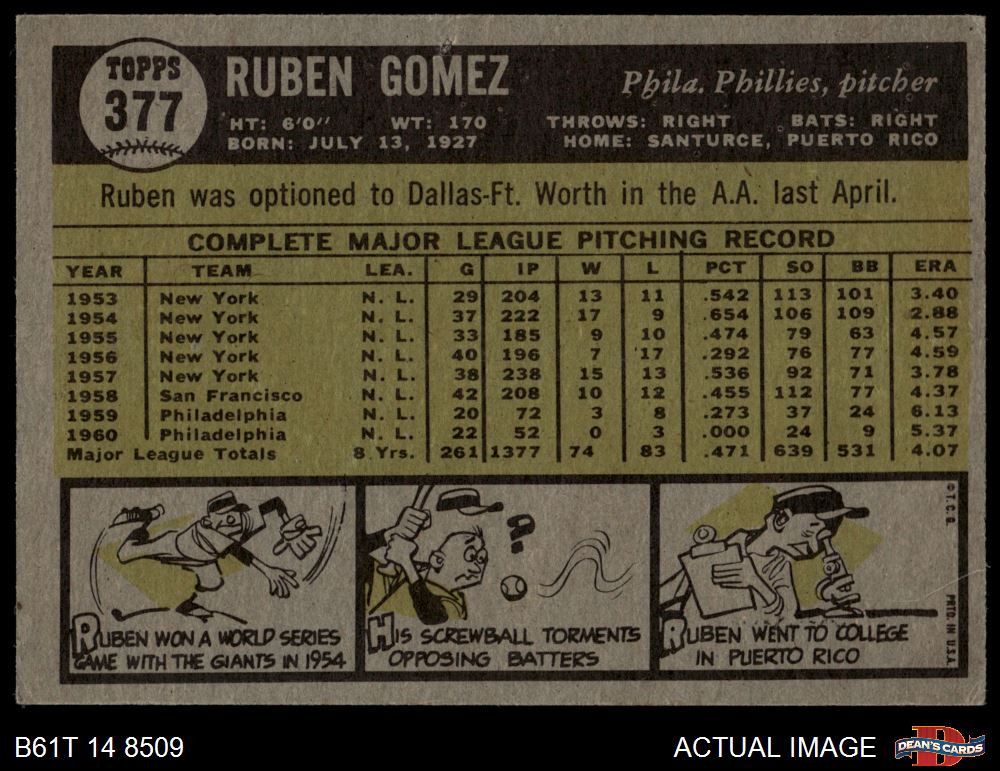 TOPPS
377
RUBEN GOMEZ
Phila. Phillies, pitcher
HT: 6'0" WT: 170 THROWS: RIGHT BATS: RIGHT
BORN: JULY 13, 1927 HOME: SANTURCE, PUERTO RICO
Ruben was optioned to Dallas-Ft. Worth in the A.A. last April.
COMPLETE MAJOR LEAGUE PITCHING RECORD
YEAR TEAM LEA. G IP W L PCT SO BB ERA
1953 New York N. L. 29 204 13 11 .542 113 101 3.40
1954 New York N. L. 37 222 17 9 .654 106 109 2.88
1955 New York N. L. 33 185 9 10 .474 79 63 4.57
1956 New York N. L. 40 196 7 17 .292 76 77 4.59
1957 New York N. L. 38 238 15 13 .536 92 71 3.78
1958 San Francisco N. L. 42 208 10 12 .455 112 77 4.37
1959 Philadelphia N. L. 20 72 3 8 .273 37 24 6.13
1960 Philadelphia N. L. 22 52 0 3 .000 24 9 5.37
Major League Totals 8 Yrs. 261 1377 74 83 .471 639 531 4.07
RUBEN WON A WORLD SERIES
GAME WITH THE GIANTS IN 1954
?
HIS SCREWBALL TORMENTS
OPPOSING BATTERS
RUBEN WENT TO COLLEGE
IN PUERTO RICO
© T.C.G.
PRTD. IN U.S.A.
B61T 14 8509
ACTUAL IMAGE
D
DEAN'S CARDS